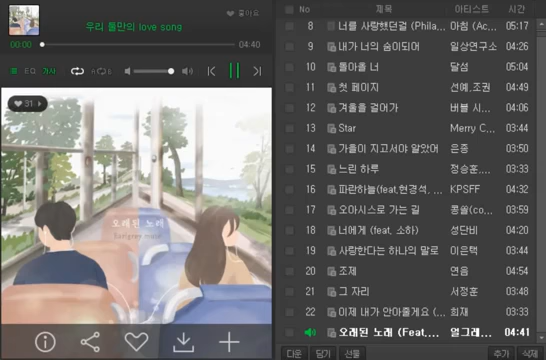 우리 둘만의 love song
좋아요
00:00
04:40
EQ 가사
31
오래된 노래
No 제목 아티스트 시간
8 너를 사랑했던걸 (Phila... 아침 (Ac... 05:17
9 내가 너의 숨이되어 일상연구소 04:26
10 돌아올 너 달섬 05:04
11 첫 페이지 선예,조권 04:49
12 겨울을 걸어가 버블 시... 04:06
13 Star Merry C... 03:44
14 가을이 지고서야 알았어 은종 03:50
15 느린 하루 정승훈,... 03:33
16 파란하늘(feat,현경석, ... KPSFF 04:32
17 오아시스로 가는 길 콩쏠(co... 03:59
18 너에게 (feat, 소하) 성단비 04:20
19 사랑한다는 하나의 말로 이은택 03:44
20 조제 연음 04:54
21 그 자리 서정훈 03:48
22 이제 내가 안아줄게요 (... 희재 03:33
오래된 노래 (Feat,... 얼그레... 04:41
다운 담기 선물 추가 삭제